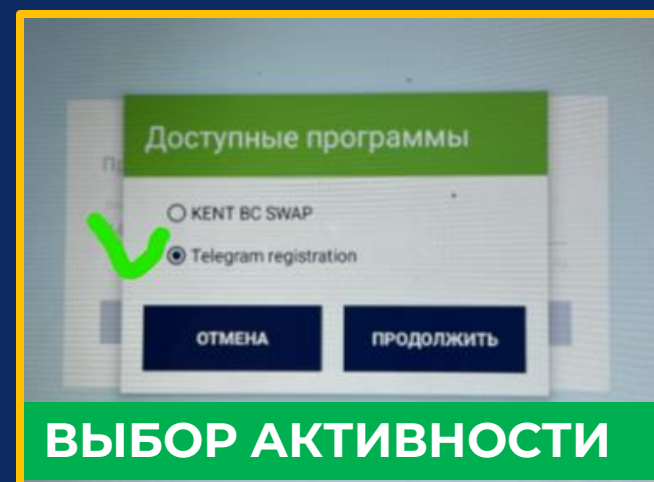 Доступные программы
KENT BC SWAP
Telegram registration
ОТМЕНА
ПРОДОЛЖИТЬ
ВЫБОР АКТИВНОСТИ